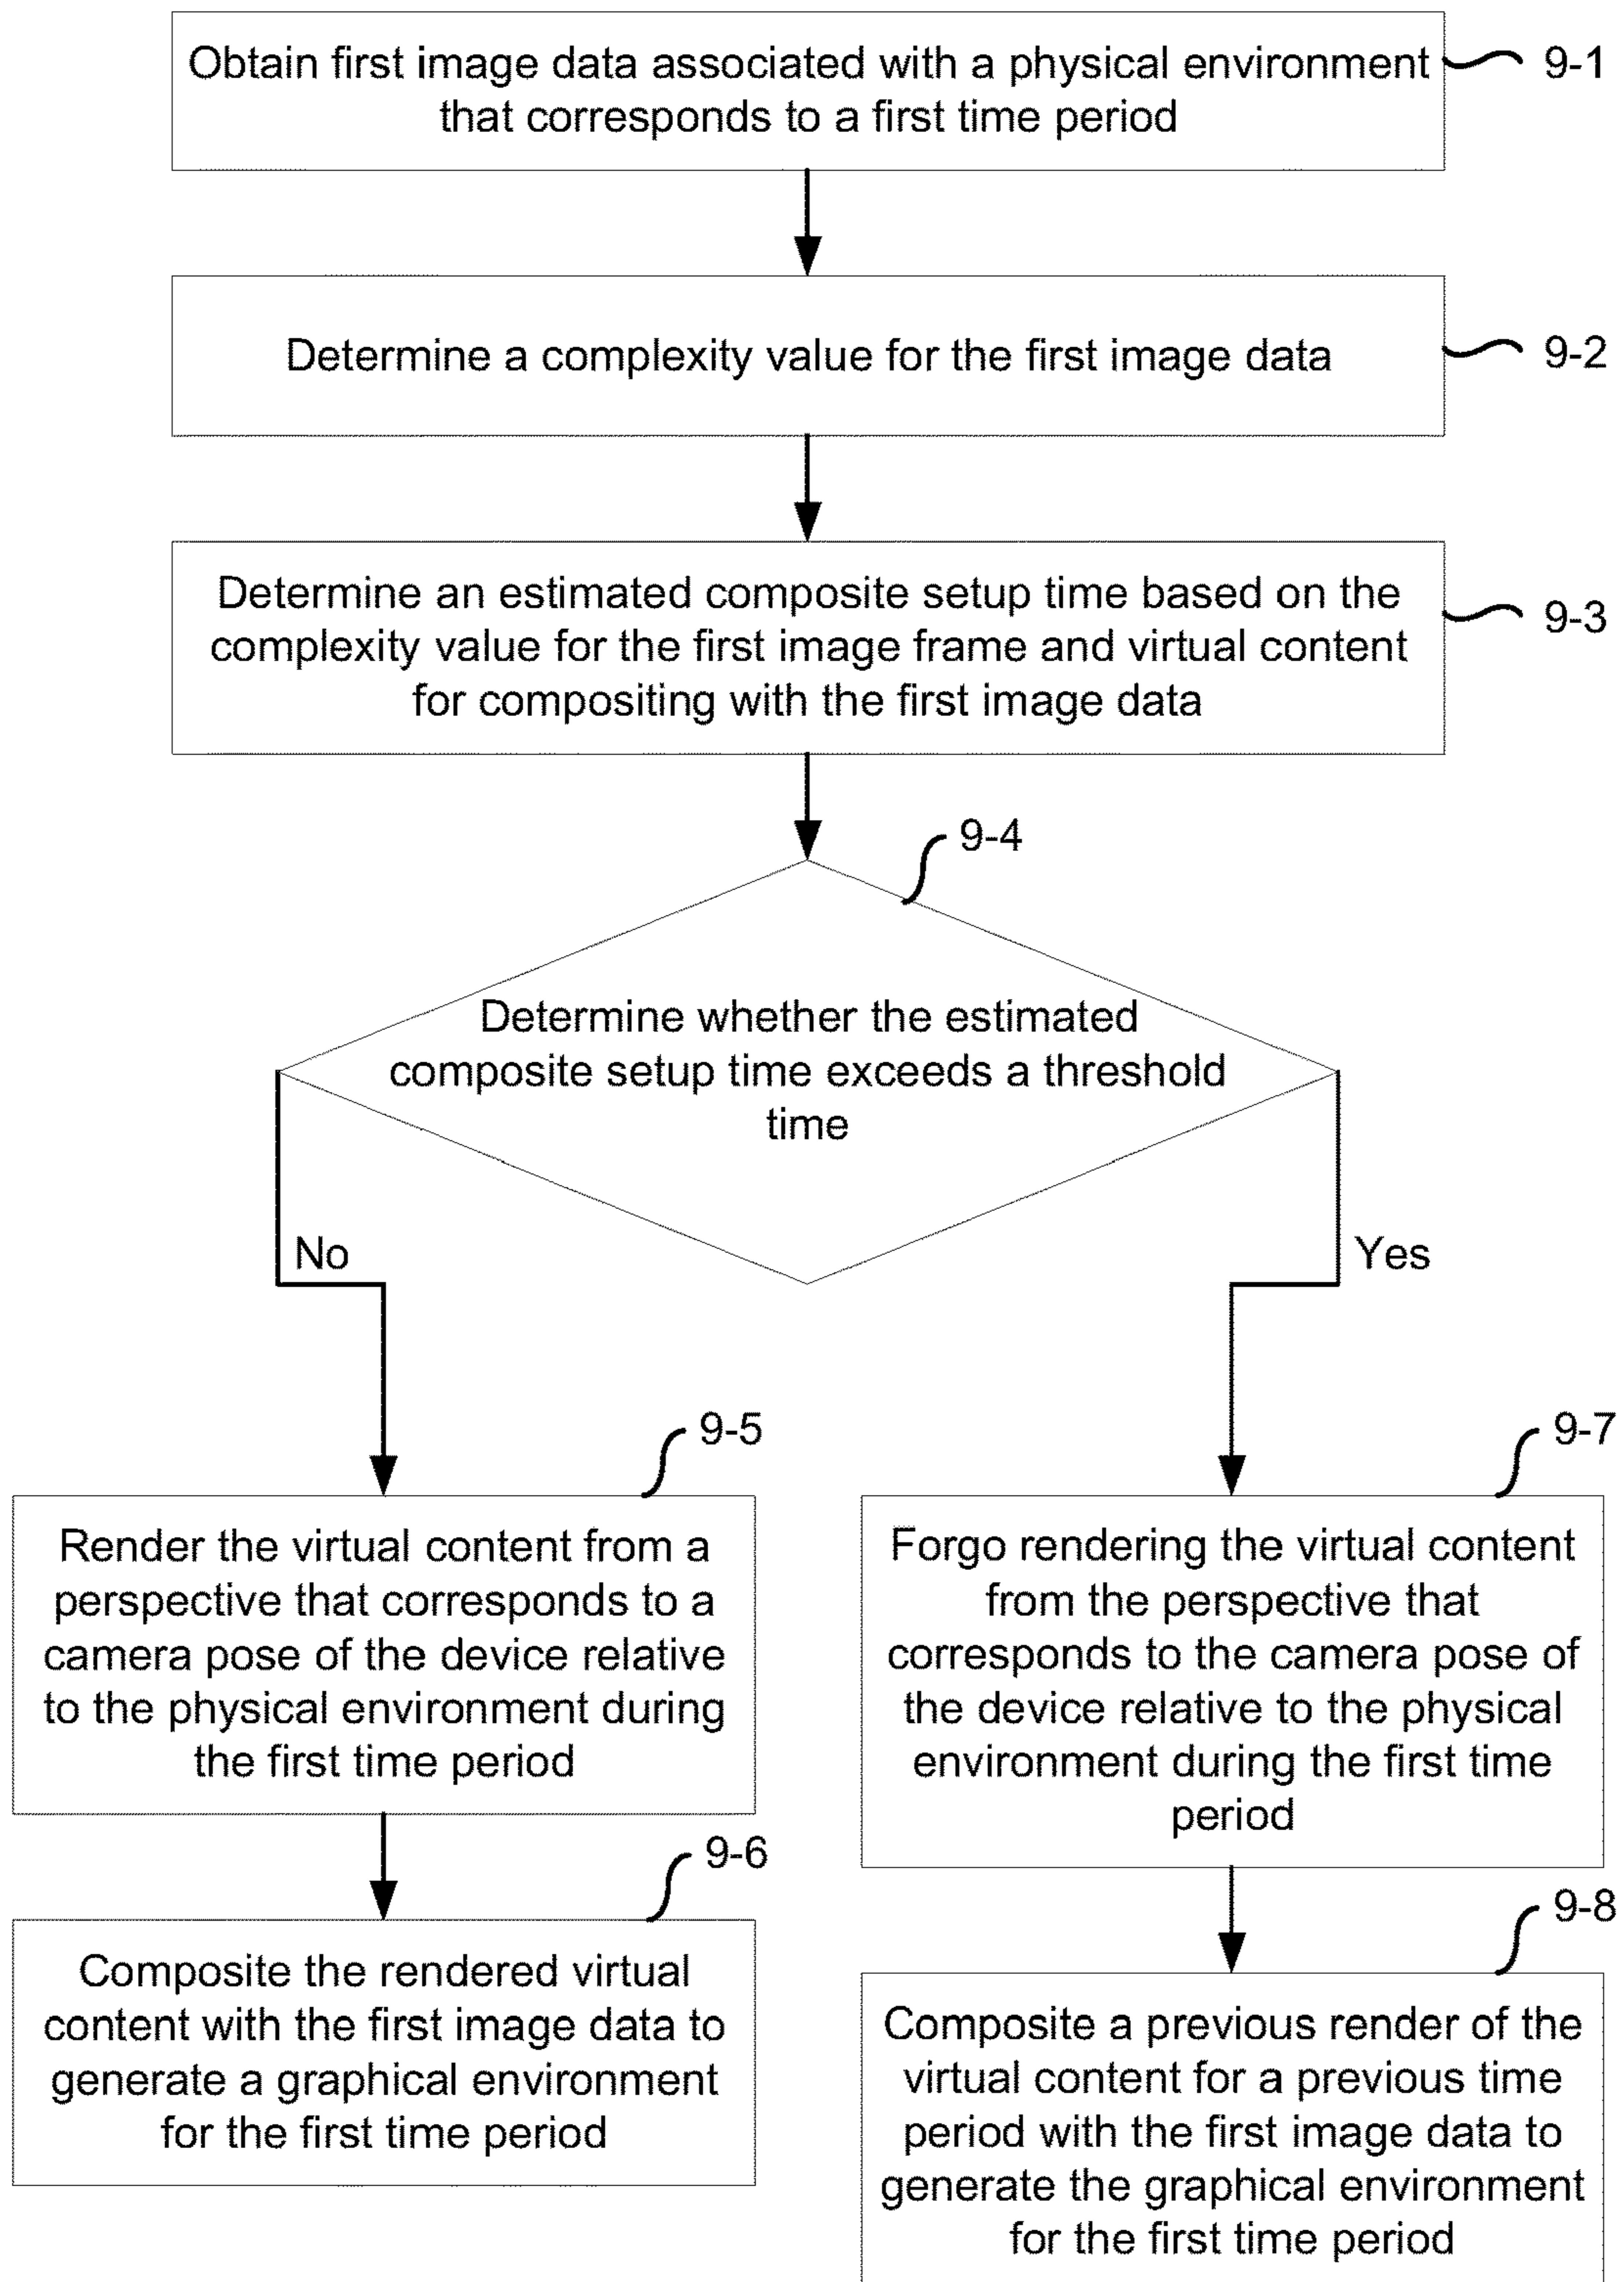 Obtain first image data associated with a physical environment
that corresponds to a first time period
9-1
Determine a complexity value for the first image data
9-2
Determine an estimated composite setup time based on the
complexity value for the first image frame and virtual content
for compositing with the first image data
9-3
9-4
Determine whether the estimated
composite setup time exceeds a threshold
time
No
Yes
9-5
Render the virtual content from a
perspective that corresponds to a
camera pose of the device relative
to the physical environment during
the first time period
9-6
Composite the rendered virtual
content with the first image data to
generate a graphical environment
for the first time period
9-7
Forgo rendering the virtual content
from the perspective that
corresponds to the camera pose of
the device relative to the physical
environment during the first time
period
9-8
Composite a previous render of the
virtual content for a previous time
period with the first image data to
generate the graphical environment
for the first time period